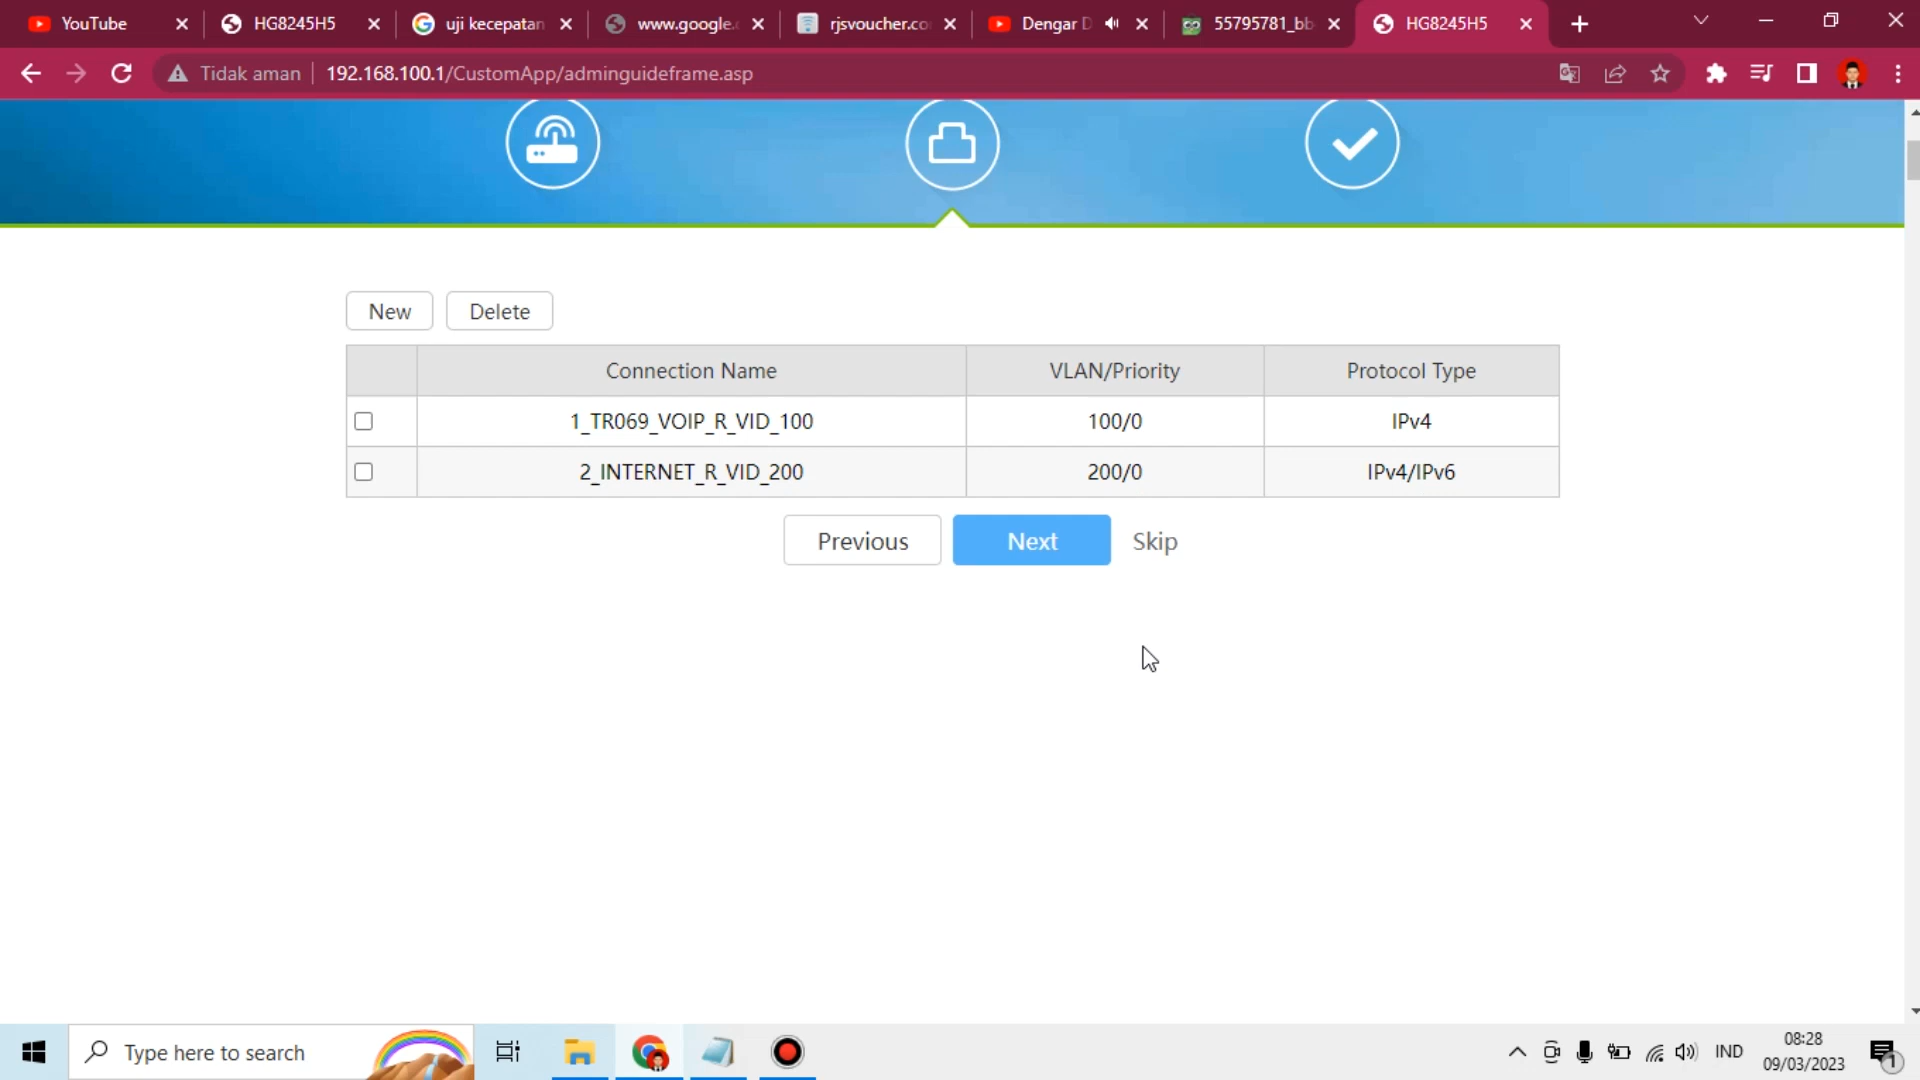 YouTube
HG8245H5
uji kecepatan
www.google.
rjsvoucher.co
Dengar D
55795781_bb
HG8245H5
Tidak aman
192.168.100.1/CustomApp/adminguideframe.asp
New Delete
Connection Name VLAN/Priority Protocol Type
1_TR069_VOIP_R_VID_100 100/0 IPv4
2_INTERNET_R_VID_200 200/0 IPv4/IPv6
Previous Next Skip
Type here to search
IND
08:28
09/03/2023
1